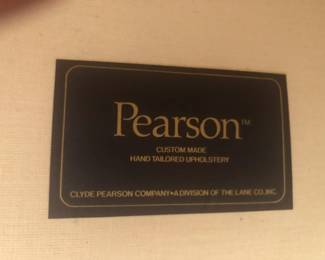 Pearson™
CUSTOM MADE
HAND TAILORED UPHOLSTERY
CLYDE PEARSON COMPANY•A DIVISION OF THE LANE CO., INC.